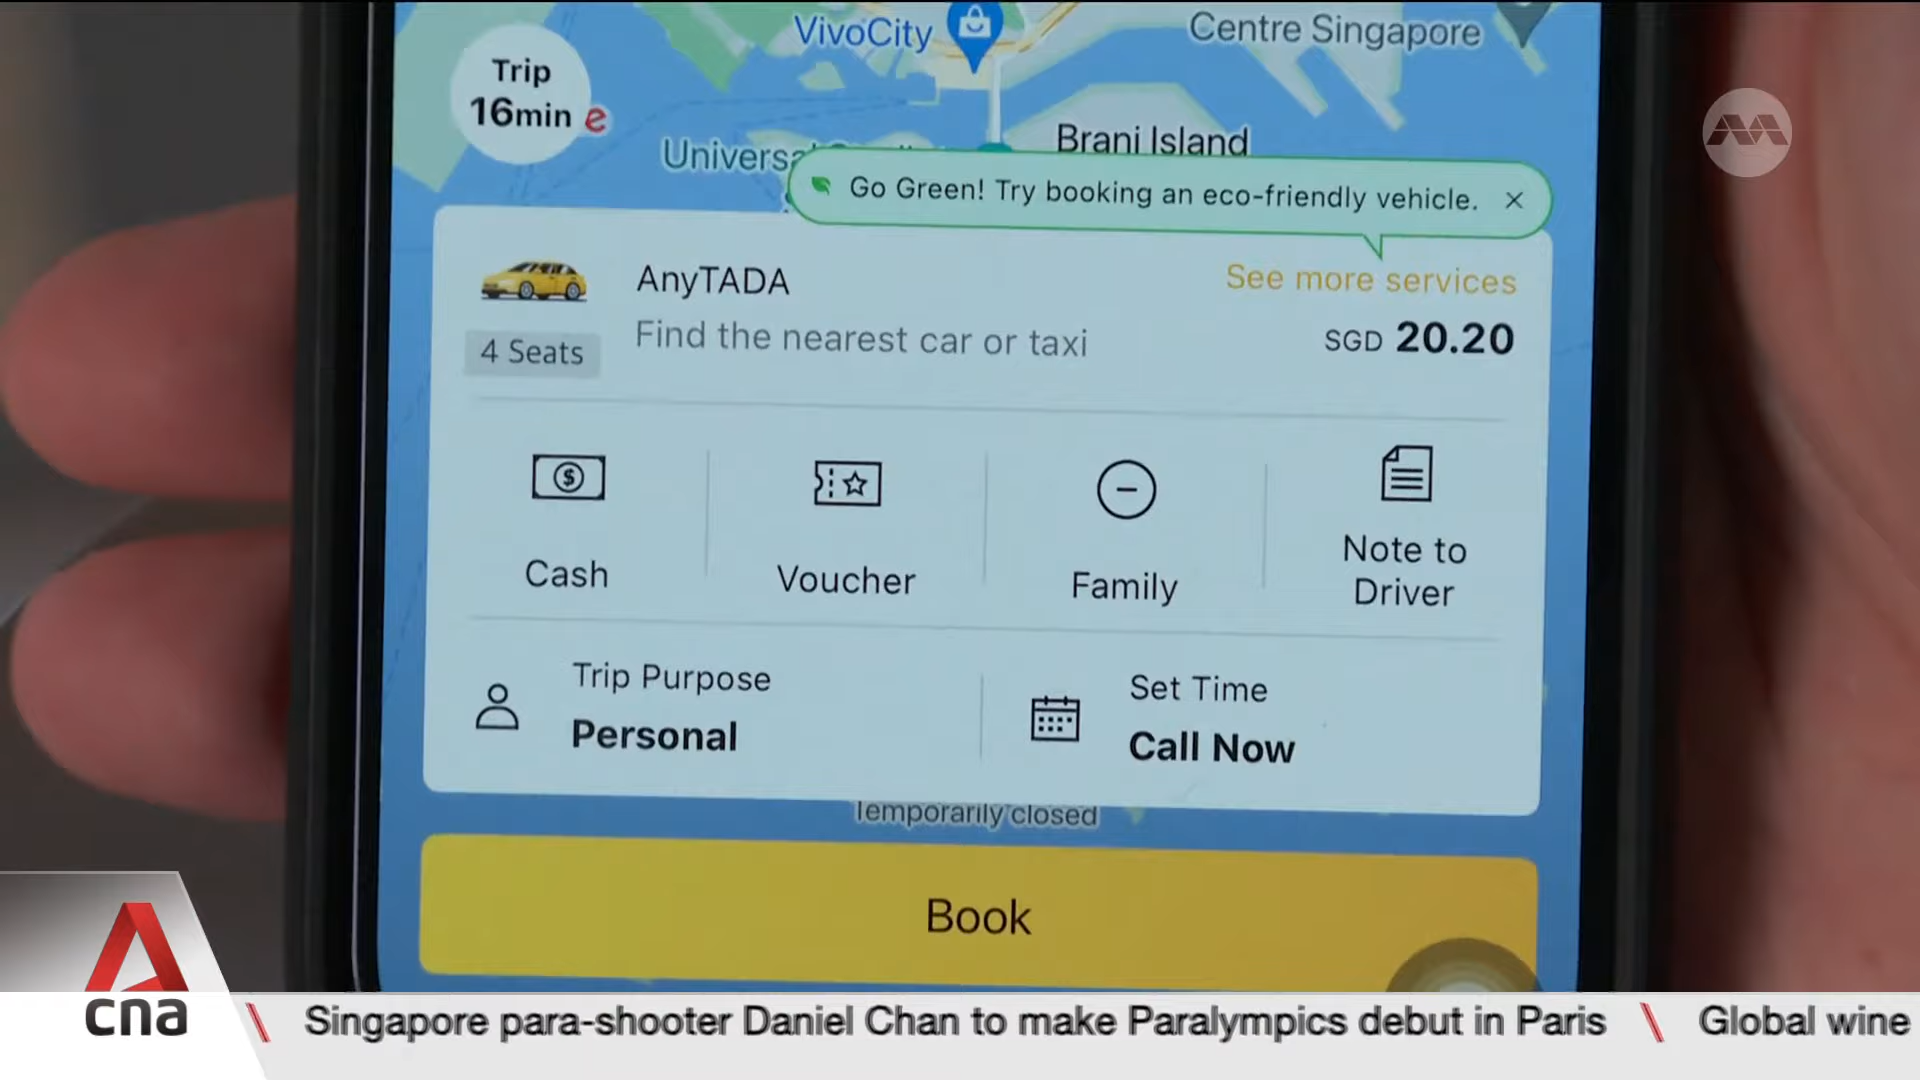 VivoCity
Centre Singapore
Trip
16min
Brani Island
Go Green! Try booking an eco-friendly vehicle.
AnyTADA
See more services
Find the nearest car or taxi
SGD 20.20
4 Seats
Cash
Voucher
Family
Note to
Driver
Trip Purpose
Personal
Set Time
Call Now
Temporarily closed
Book
cna
Singapore para-shooter Daniel Chan to make Paralympics debut in Paris \ Global wine